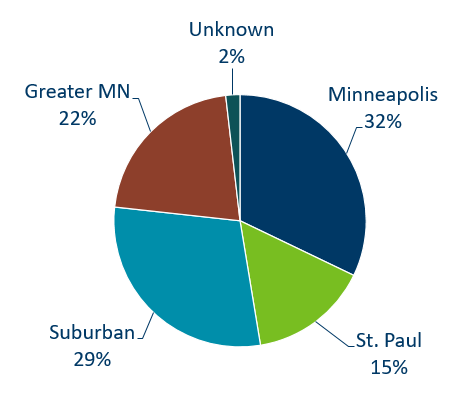 Unknown
2%
Minneapolis
32%
St. Paul
15%
Suburban
29%
Greater MN
22%